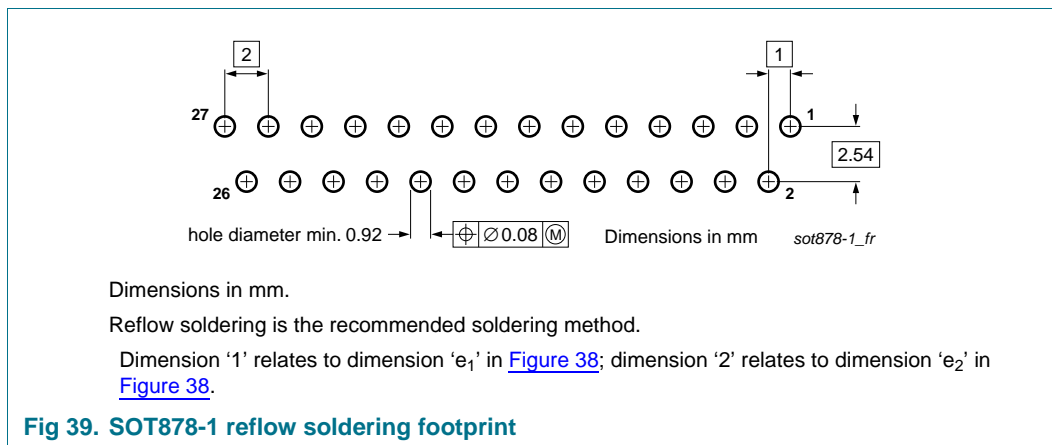 2
1
27
1
2.54
26
2
hole diameter min. 0.92
⌖ ∅ 0.08 Ⓜ
Dimensions in mm
sot878-1_fr
Dimensions in mm.
Reflow soldering is the recommended soldering method.
Dimension ‘1’ relates to dimension ‘e1’ in Figure 38; dimension ‘2’ relates to dimension ‘e2’ in
Figure 38.
Fig 39. SOT878-1 reflow soldering footprint